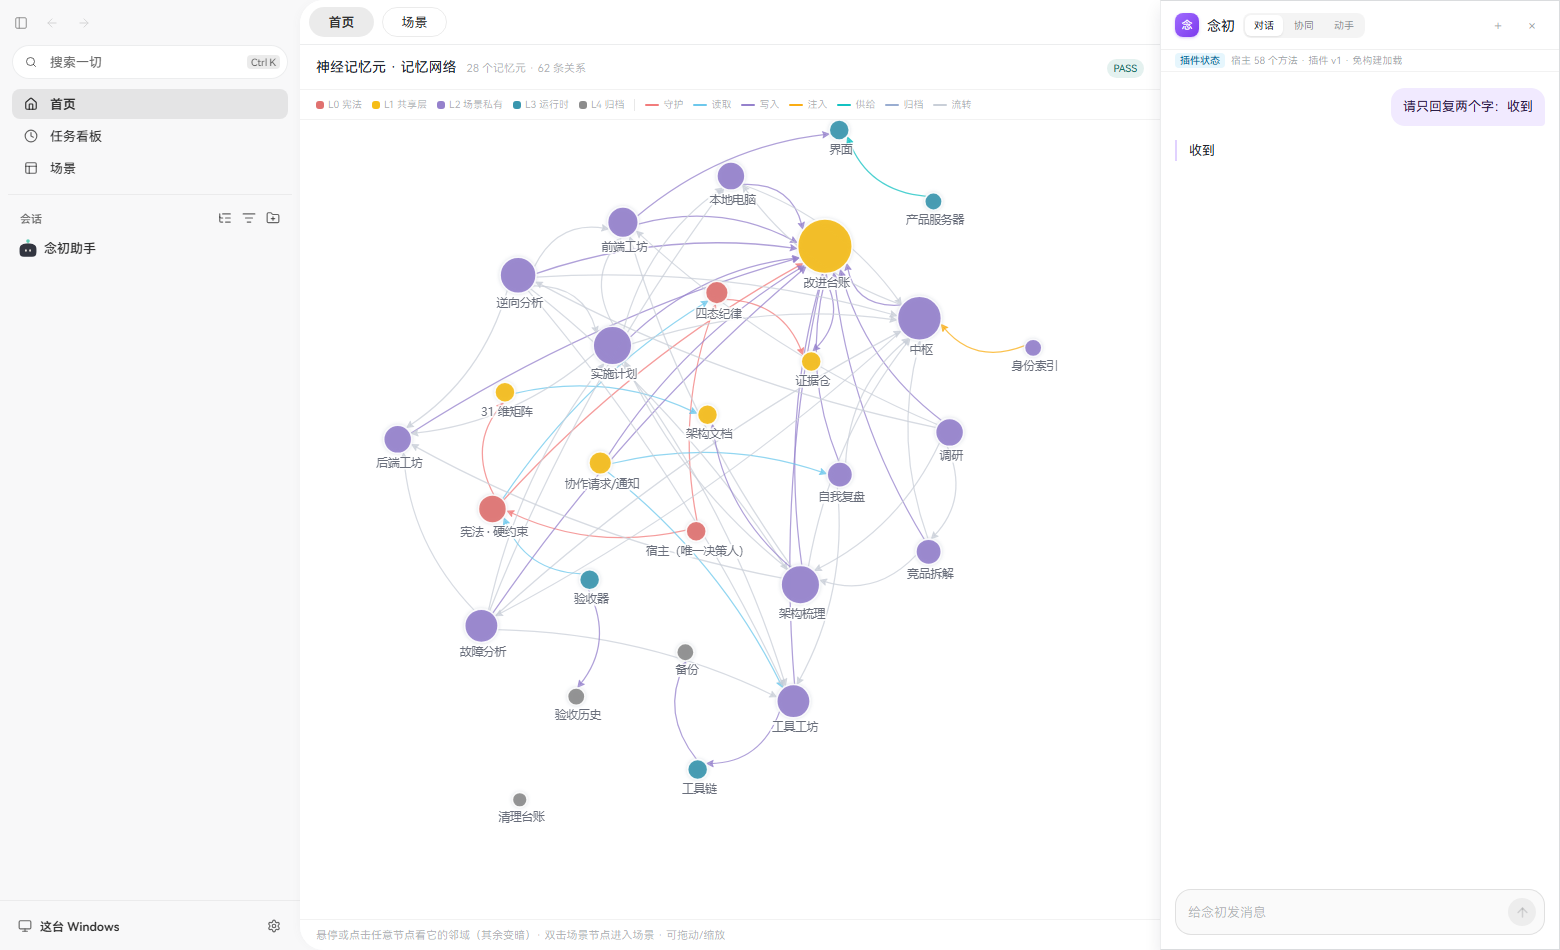 搜索一切 Ctrl K
首页
任务看板
场景
会话
念初助手
这台 Windows
首页 场景
神经记忆元 · 记忆网络 28 个记忆元 · 62 条关系 PASS
L0 宪法 L1 共享层 L2 场景私有 L3 运行时 L4 归档 守护 读取 写入 注入 供给 归档 流转
界面
本地电脑
产品服务器
前端工坊
改进台账
逆向分析
四态纪律
中枢
身份索引
实施计划
证据仓
31 维矩阵
架构文档
后端工坊
调研
协作请求/通知
自我复盘
宪法 · 硬约束
宿主（唯一决策人）
竞品拆解
验收器
架构梳理
故障分析
备份
验收历史
工具工坊
工具链
清理台账
悬停或点击任意节点看它的邻域（其余变暗） · 双击场景节点进入场景 · 可拖动/缩放
念 念初 对话 协同 动手
插件状态 宿主 58 个方法 · 插件 v1 · 免构建加载
请只回复两个字：收到
收到
给念初发消息